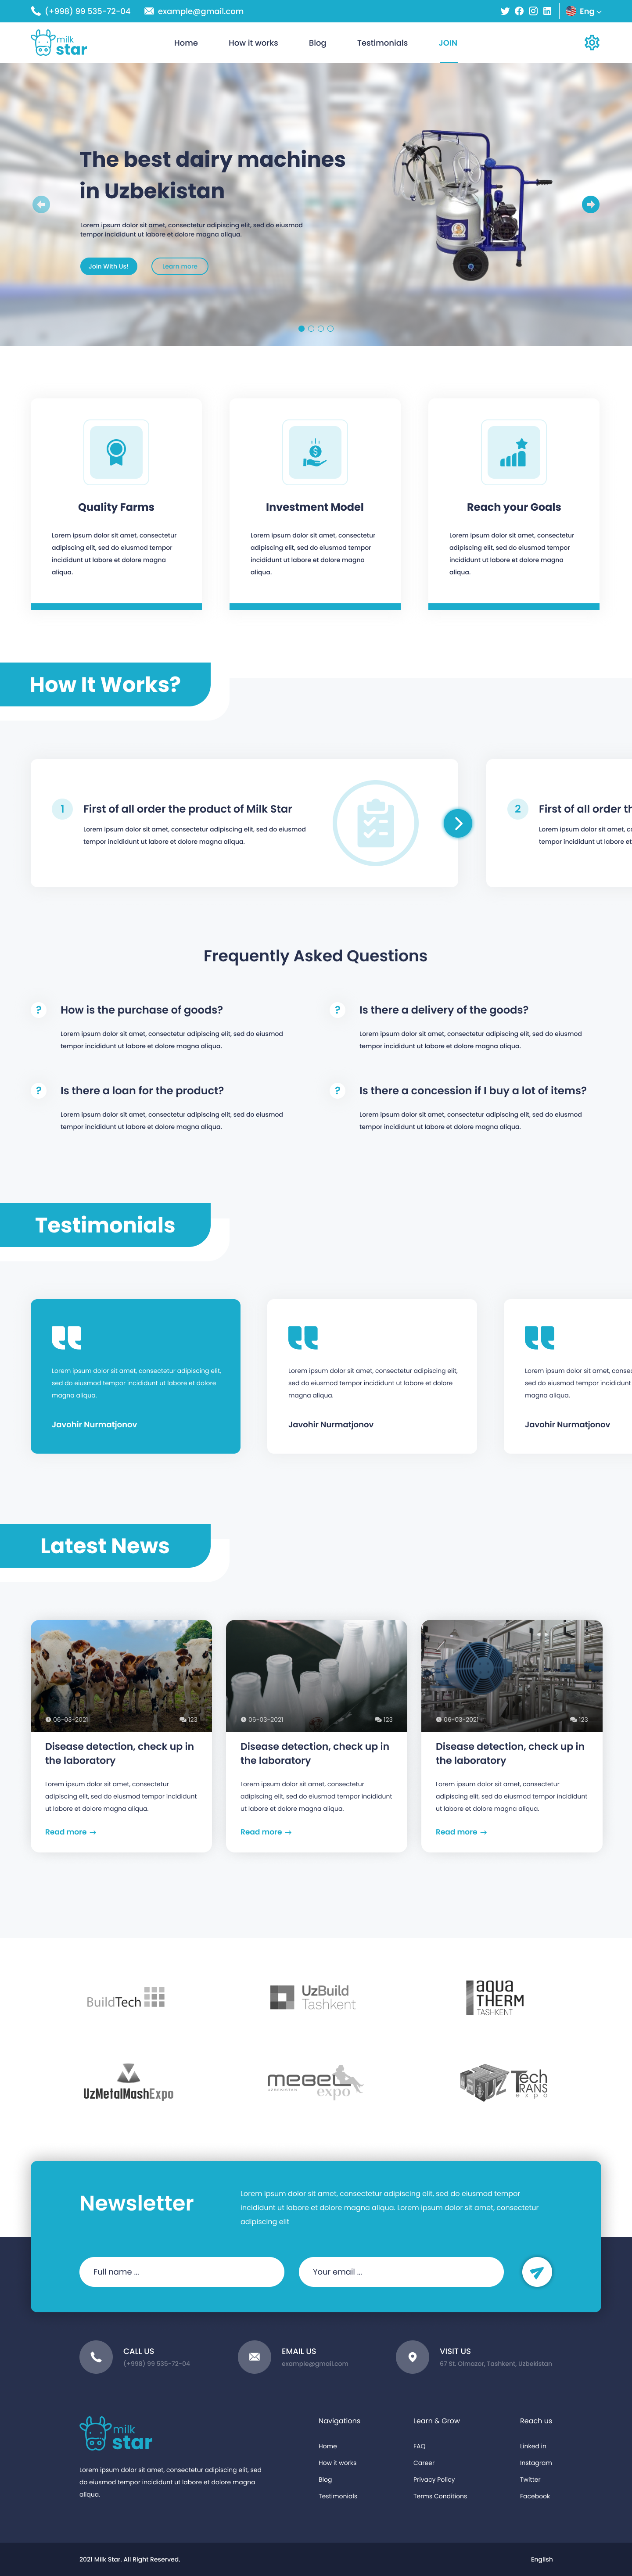 (+998) 99 535-72-04
example@gmail.com
Eng
milk
star
Home
How it works
Blog
Testimonials
JOIN
The best dairy machines
in Uzbekistan
Lorem ipsum dolor sit amet, consectetur adipiscing elit, sed do eiusmod
tempor incididunt ut labore et dolore magna aliqua.
Join With Us!
Learn more
Quality Farms
Lorem ipsum dolor sit amet, consectetur
adipiscing elit, sed do eiusmod tempor
incididunt ut labore et dolore magna
aliqua.
Investment Model
Lorem ipsum dolor sit amet, consectetur
adipiscing elit, sed do eiusmod tempor
incididunt ut labore et dolore magna
aliqua.
Reach your Goals
Lorem ipsum dolor sit amet, consectetur
adipiscing elit, sed do eiusmod tempor
incididunt ut labore et dolore magna
aliqua.
How It Works?
1
First of all order the product of Milk Star
Lorem ipsum dolor sit amet, consectetur adipiscing elit, sed do eiusmod
tempor incididunt ut labore et dolore magna aliqua.
2
First of all order th
Lorem ipsum dolor sit amet, co
tempor incididunt ut labore et
Frequently Asked Questions
?
How is the purchase of goods?
Lorem ipsum dolor sit amet, consectetur adipiscing elit, sed do eiusmod
tempor incididunt ut labore et dolore magna aliqua.
?
Is there a delivery of the goods?
Lorem ipsum dolor sit amet, consectetur adipiscing elit, sed do eiusmod
tempor incididunt ut labore et dolore magna aliqua.
?
Is there a loan for the product?
Lorem ipsum dolor sit amet, consectetur adipiscing elit, sed do eiusmod
tempor incididunt ut labore et dolore magna aliqua.
?
Is there a concession if I buy a lot of items?
Lorem ipsum dolor sit amet, consectetur adipiscing elit, sed do eiusmod
tempor incididunt ut labore et dolore magna aliqua.
Testimonials
Lorem ipsum dolor sit amet, consectetur adipiscing elit,
sed do eiusmod tempor incididunt ut labore et dolore
magna aliqua.
Javohir Nurmatjonov
Lorem ipsum dolor sit amet, consectetur adipiscing elit,
sed do eiusmod tempor incididunt ut labore et dolore
magna aliqua.
Javohir Nurmatjonov
Lorem ipsum dolor sit amet, consec
sed do eiusmod tempor incididunt u
magna aliqua.
Javohir Nurmatjonov
Latest News
06-03-2021
123
Disease detection, check up in
the laboratory
Lorem ipsum dolor sit amet, consectetur
adipiscing elit, sed do eiusmod tempor incididunt
ut labore et dolore magna aliqua.
Read more →
06-03-2021
123
Disease detection, check up in
the laboratory
Lorem ipsum dolor sit amet, consectetur
adipiscing elit, sed do eiusmod tempor incididunt
ut labore et dolore magna aliqua.
Read more →
06-03-2021
123
Disease detection, check up in
the laboratory
Lorem ipsum dolor sit amet, consectetur
adipiscing elit, sed do eiusmod tempor incididunt
ut labore et dolore magna aliqua.
Read more →
BuildTech
UzBuild
Tashkent
aqua
THERM
TASHKENT
UzMetalMashExpo
MEBEL
UZBEKISTAN
expo
UZ
Tech
TRANS
expo
Newsletter
Lorem ipsum dolor sit amet, consectetur adipiscing elit, sed do eiusmod tempor
incididunt ut labore et dolore magna aliqua. Lorem ipsum dolor sit amet, consectetur
adipiscing elit
Full name ...
Your email ...
CALL US
(+998) 99 535-72-04
EMAIL US
example@gmail.com
VISIT US
67 St. Olmazor, Tashkent, Uzbekistan
milk
star
Lorem ipsum dolor sit amet, consectetur adipiscing elit, sed
do eiusmod tempor incididunt ut labore et dolore magna
aliqua.
Navigations
Home
How it works
Blog
Testimonials
Learn & Grow
FAQ
Career
Privacy Policy
Terms Conditions
Reach us
Linked in
Instagram
Twitter
Facebook
2021 Milk Star. All Right Reserved.
English